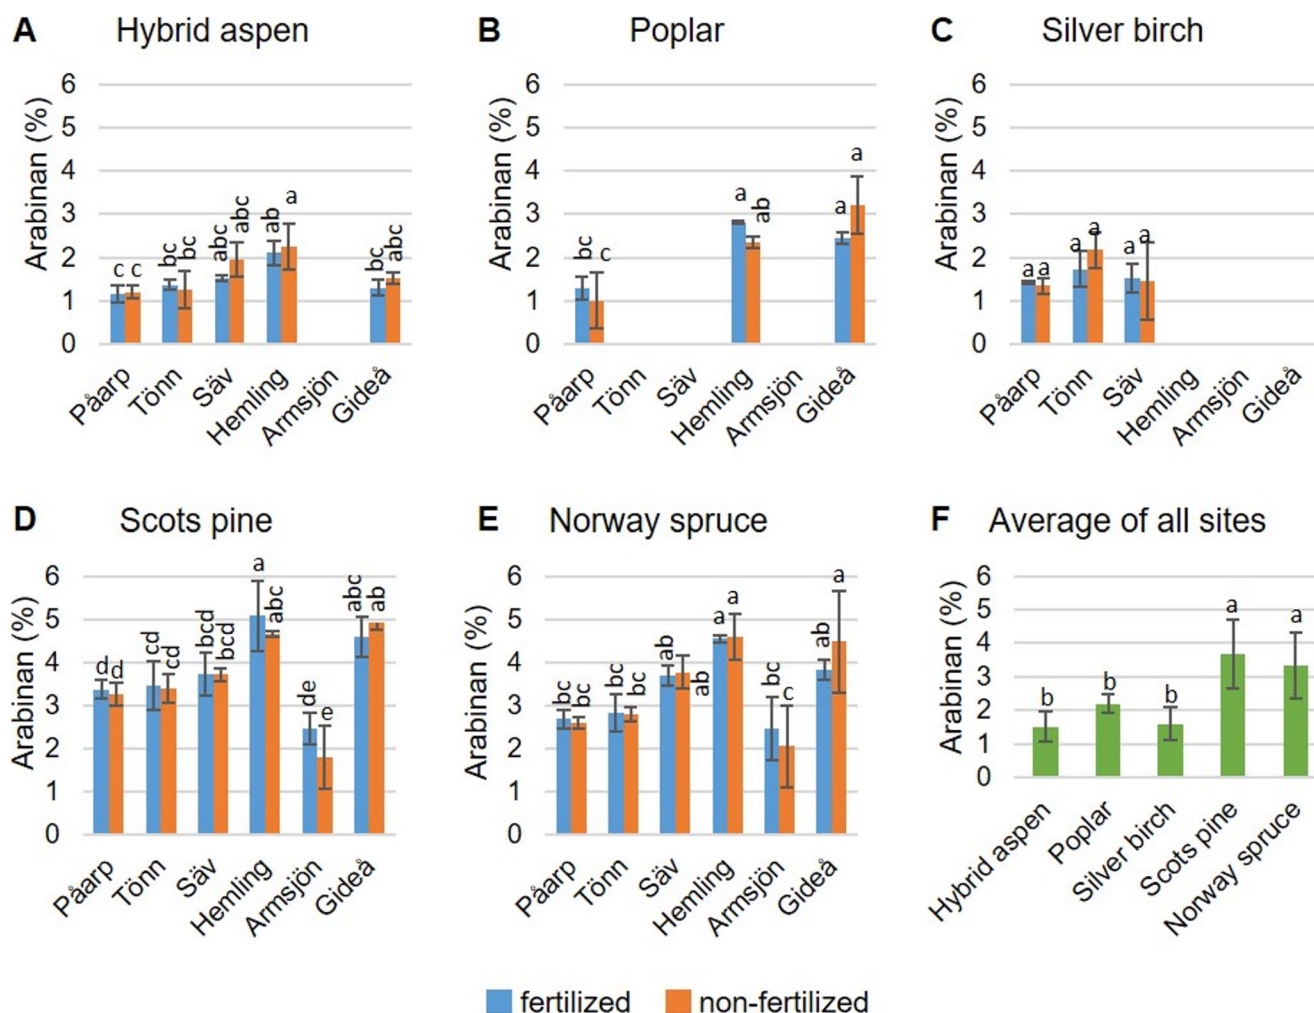 A Hybrid aspen
Arabinan (%)
6
5
4
3
2
1
0
c c bc bc abc abc ab a bc abc
Påarp Tönn Säv Hemling Armsjön Gideå
B Poplar
Arabinan (%)
6
5
4
3
2
1
0
bc c a ab a a
Påarp Tönn Säv Hemling Armsjön Gideå
C Silver birch
Arabinan (%)
6
5
4
3
2
1
0
a a a a a a
Påarp Tönn Säv Hemling Armsjön Gideå
D Scots pine
Arabinan (%)
6
5
4
3
2
1
0
d d cd cd bcd bcd a abc de e abc ab
Påarp Tönn Säv Hemling Armsjön Gideå
E Norway spruce
Arabinan (%)
6
5
4
3
2
1
0
bc bc bc bc ab ab a a bc c ab a
Påarp Tönn Säv Hemling Armsjön Gideå
F Average of all sites
Arabinan (%)
6
5
4
3
2
1
0
b b b a a
Hybrid aspen Poplar Silver birch Scots pine Norway spruce
fertilized non-fertilized